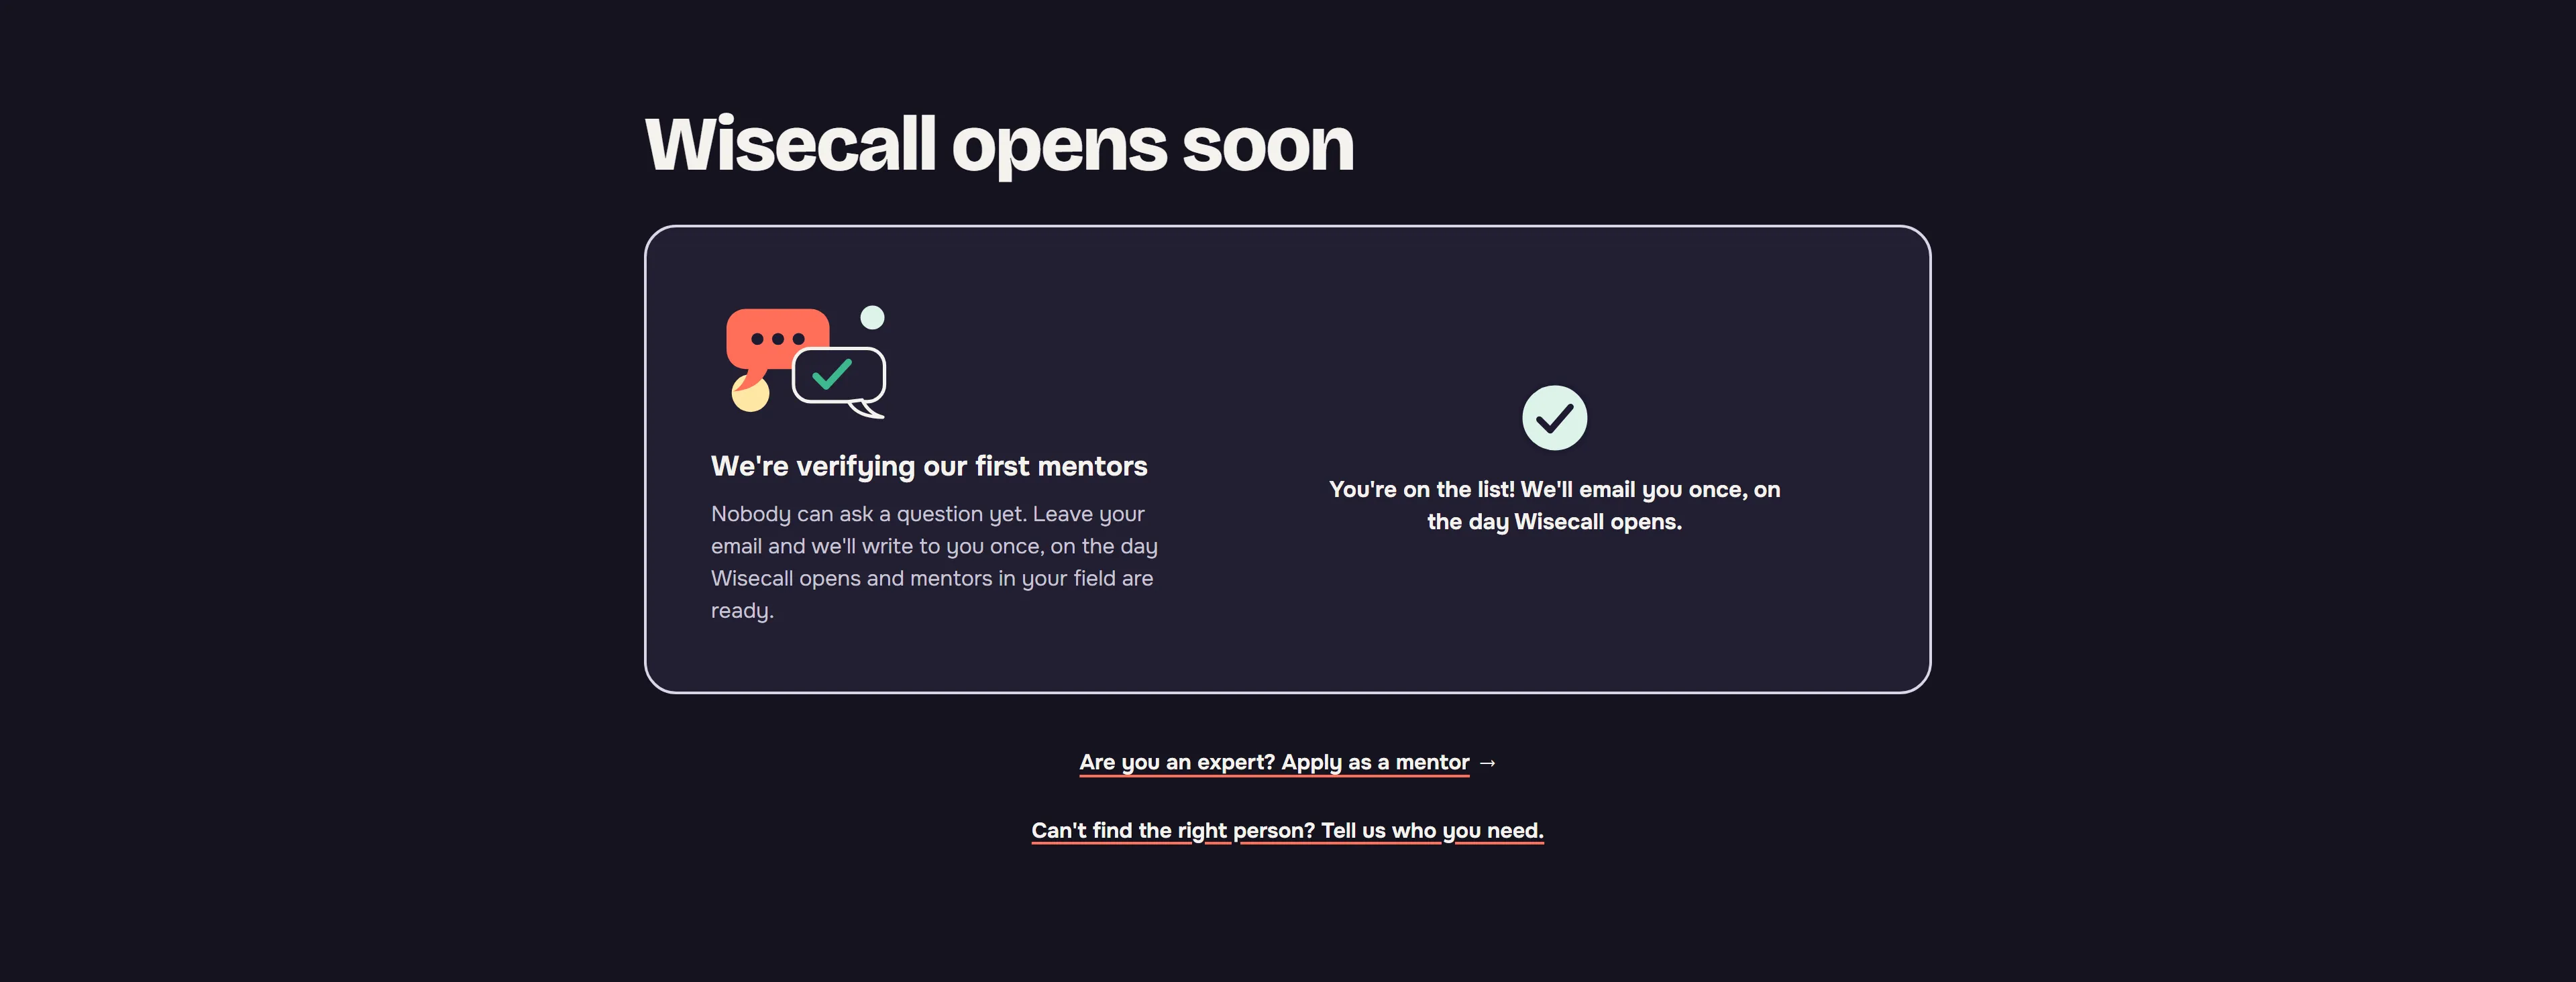 Wisecall opens soon
We're verifying our first mentors
Nobody can ask a question yet. Leave your
email and we'll write to you once, on the day
Wisecall opens and mentors in your field are
ready.
You're on the list! We'll email you once, on
the day Wisecall opens.
Are you an expert? Apply as a mentor →
Can't find the right person? Tell us who you need.